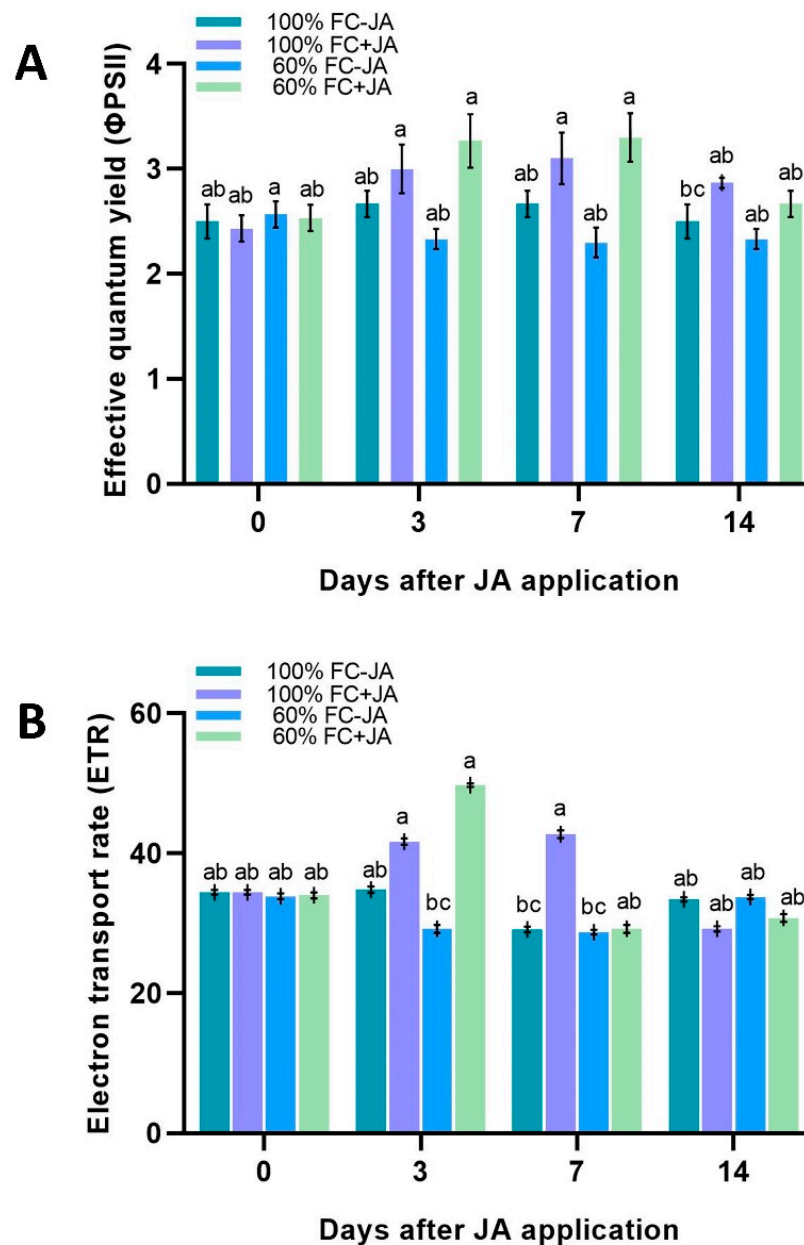 A
100% FC-JA
100% FC+JA
60% FC-JA
60% FC+JA
Effective quantum yield (ΦPSII)
4
3
2
1
0
ab ab a ab
ab a ab a
ab a ab a
bc ab ab ab
0 3 7 14
Days after JA application
B
100% FC-JA
100% FC+JA
60% FC-JA
60% FC+JA
Electron transport rate (ETR)
60
40
20
0
ab ab ab ab
ab a bc a
bc a bc ab
ab ab ab ab
0 3 7 14
Days after JA application